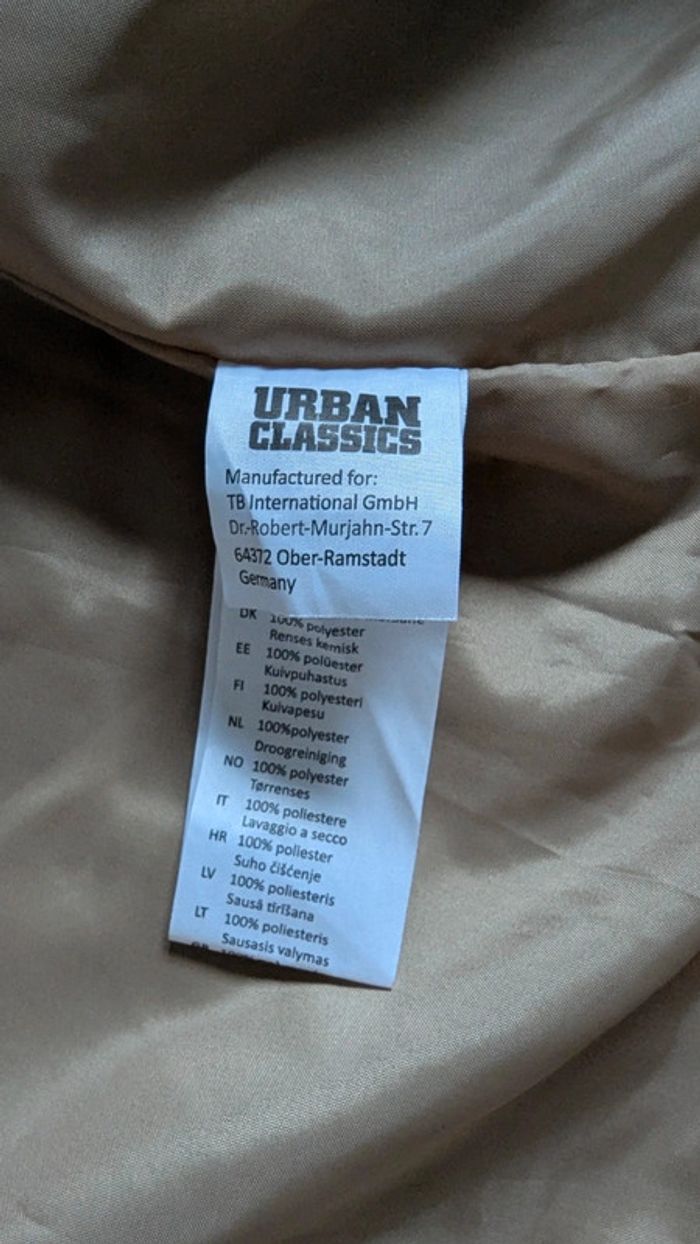 URBAN
CLASSICS
Manufactured for:
TB International GmbH
Dr.-Robert-Murjahn-Str. 7
64372 Ober-Ramstadt
Germany
DK 100% polyester
Renses kemisk
EE 100% polüester
Kuivpuhastus
FI 100% polyesteri
Kuivapesu
NL 100%polyester
Droogreiniging
NO 100% polyester
Tørrenses
IT 100% poliestere
Lavaggio a secco
HR 100% poliester
Suho čišćenje
LV 100% poliesteris
Sausā tīrīšana
LT 100% poliesteris
Sausasis valymas